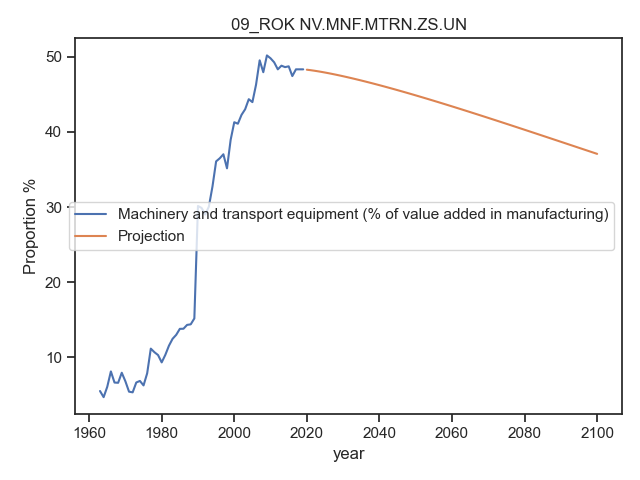 09_ROK NV.MNF.MTRN.ZS.UN
Proportion %
50
40
30
20
10
Machinery and transport equipment (% of value added in manufacturing)
Projection
1960 1980 2000 2020 2040 2060 2080 2100
year